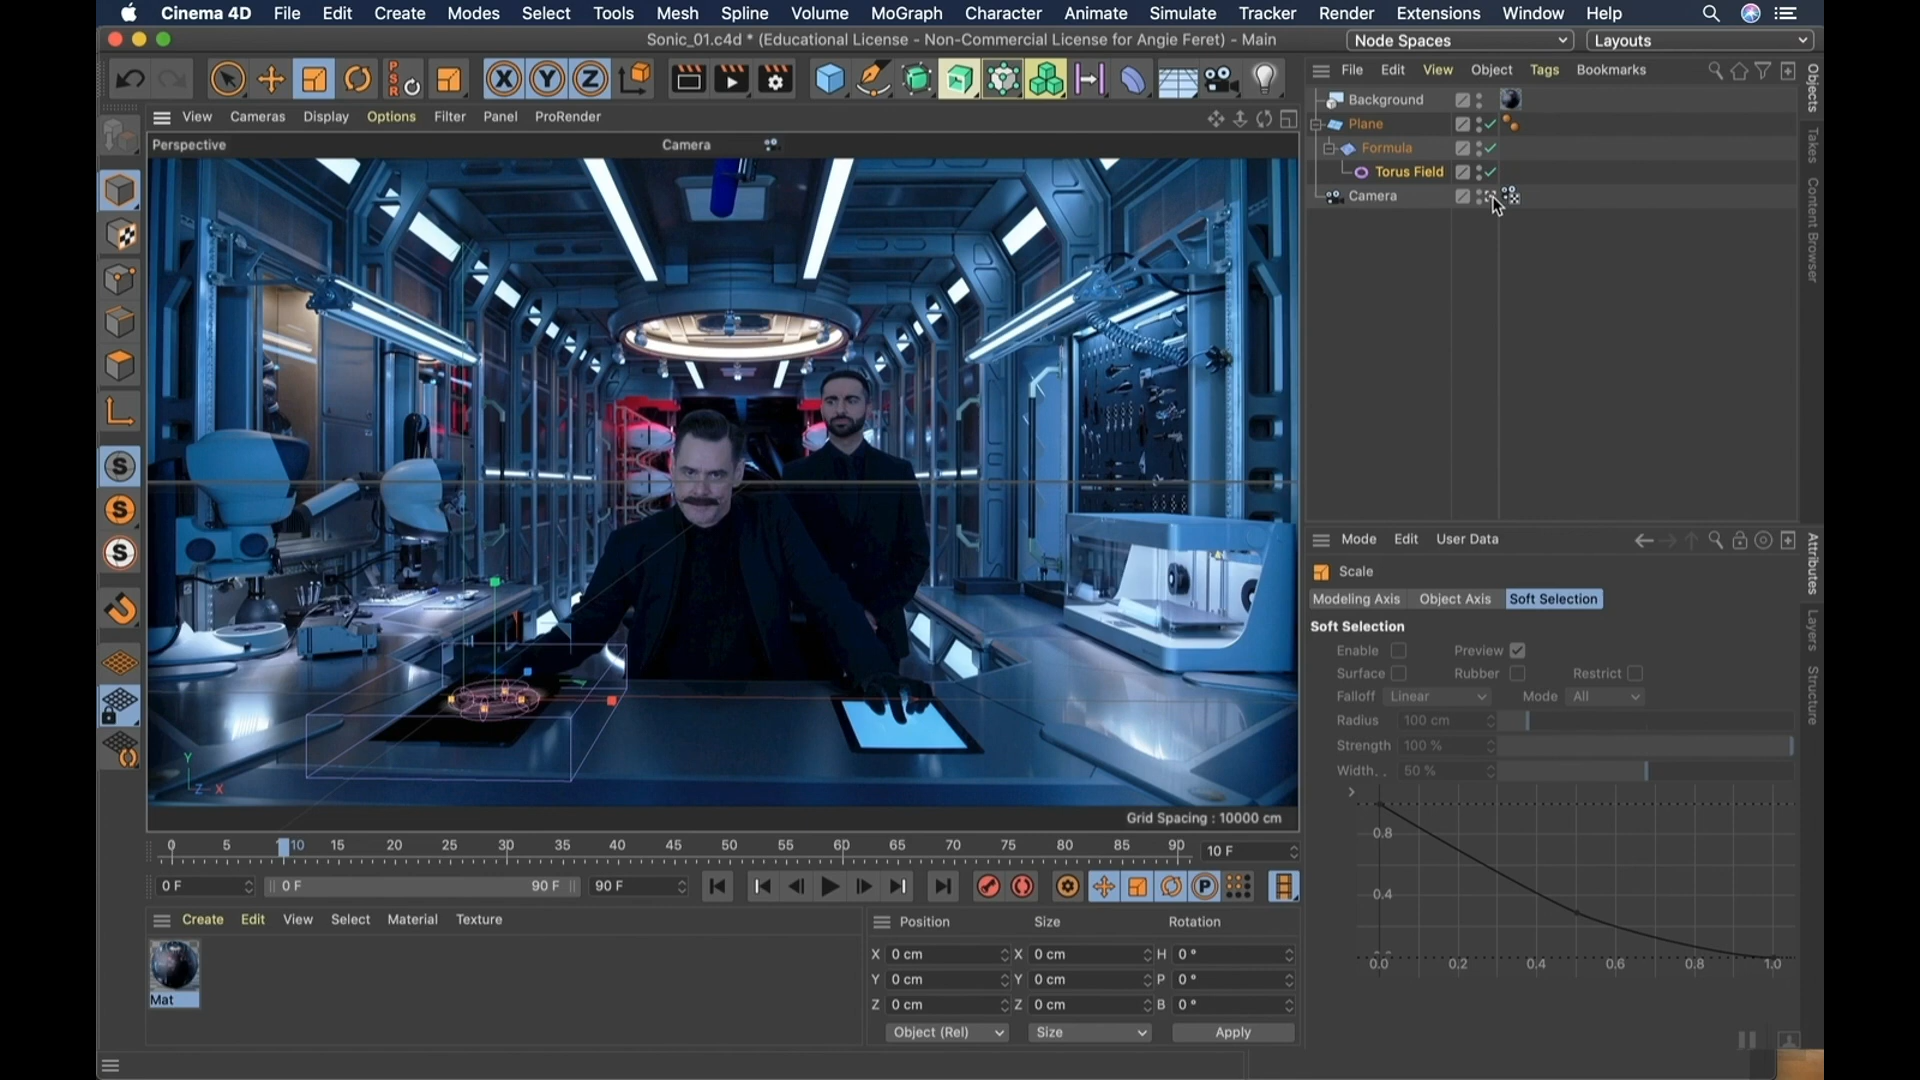 Cinema 4D File Edit Create Modes Select Tools Mesh Spline Volume MoGraph Character Animate Simulate Tracker Render Extensions Window Help
Sonic_01.c4d * (Educational License - Non-Commercial License for Angie Feret) - Main
Node Spaces
Layouts
P
S
R
X Y Z
File Edit View Object Tags Bookmarks
Background
Plane
Formula
Torus Field
Camera
Objects
Takes
Content Browser
View Cameras Display Options Filter Panel ProRender
Perspective
Camera
S
S
S
Y
Z X
Grid Spacing : 10000 cm
Mode Edit User Data
Scale
Modeling Axis Object Axis Soft Selection
Soft Selection
Enable Preview
Surface Rubber Restrict
Falloff Linear Mode All
Radius 100 cm
Strength 100 %
Width. . 50 %
0.8
0.4
0.0 0.2 0.4 0.6 0.8 1.0
Attributes
Layers
Structure
0 5 10 15 20 25 30 35 40 45 50 55 60 65 70 75 80 85 90
10 F
0 F
0 F 90 F
90 F
P
Create Edit View Select Material Texture
Mat
Position Size Rotation
X 0 cm X 0 cm H 0 °
Y 0 cm Y 0 cm P 0 °
Z 0 cm Z 0 cm B 0 °
Object (Rel) Size Apply